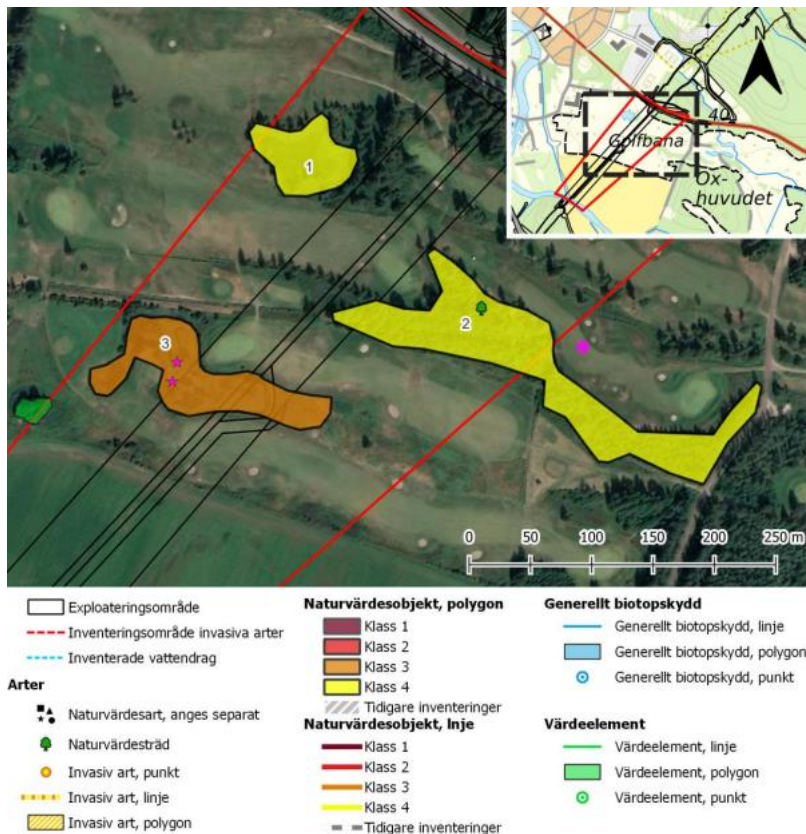 1
2
3
N
40
Golfbana
Ox-
huvudet
0 50 100 150 200 250 m
Exploateringsområde
Inventeringsområde invasiva arter
Inventerade vattendrag
Arter
Naturvärdesart, anges separat
Naturvärdesträd
Invasiv art, punkt
Invasiv art, linje
Invasiv art, polygon
Naturvärdesobjekt, polygon
Klass 1
Klass 2
Klass 3
Klass 4
Tidigare inventeringer
Naturvärdesobjekt, lnje
Klass 1
Klass 2
Klass 3
Klass 4
Tidigare inventeringer
Generellt biotopskydd
Generellt biotopskydd, linje
Generellt biotopskydd, polygon
Generellt biotopskydd, punkt
Värdeelement
Värdeelement, linje
Värdeelement, polygon
Värdeelement, punkt